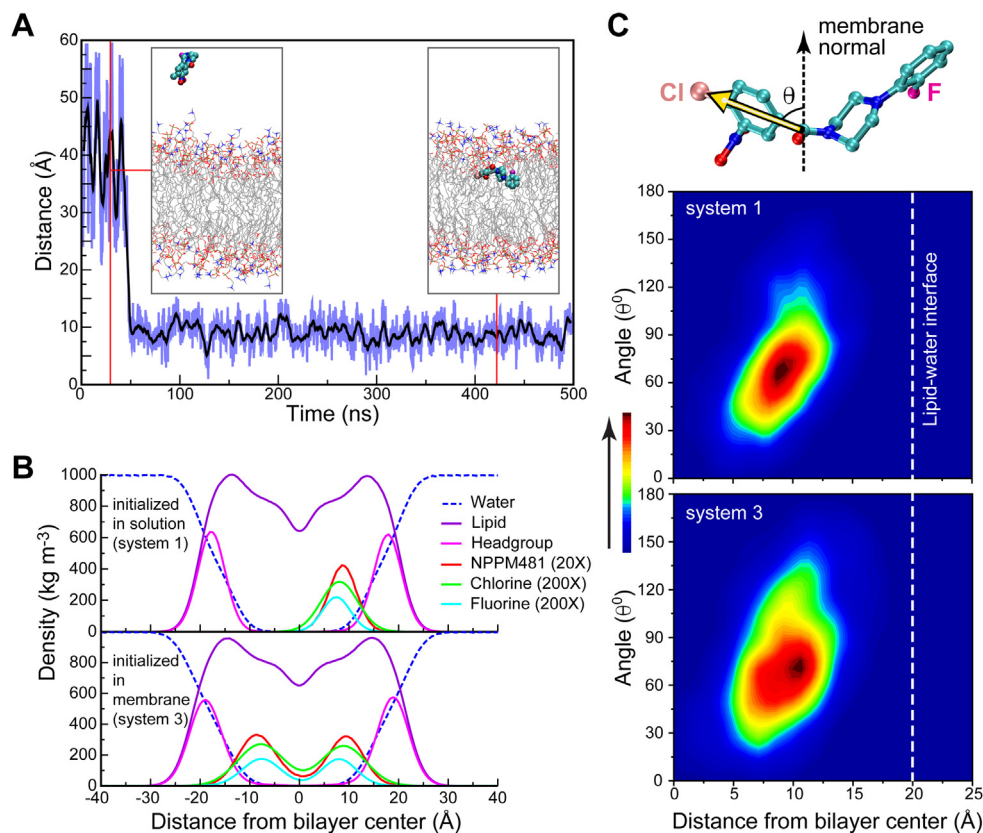 A
60
50
40
30
20
10
0
Distance (Å)
0 100 200 300 400 500
Time (ns)
B
1000
800
600
400
200
0
800
600
400
200
0
Density (kg m-3)
initialized
in solution
(system 1)
Water
Lipid
Headgroup
NPPM481 (20X)
Chlorine (200X)
Fluorine (200X)
initialized
in
membrane
(system 3)
-40 -30 -20 -10 0 10 20 30 40
Distance from bilayer center (Å)
C
membrane
normal
Cl
θ
F
180
150
120
90
60
30
0
Angle (θ⁰)
system 1
Lipid-water interface
180
150
120
90
60
30
0
Angle (θ⁰)
system 3
0 5 10 15 20 25
Distance from bilayer center (Å)